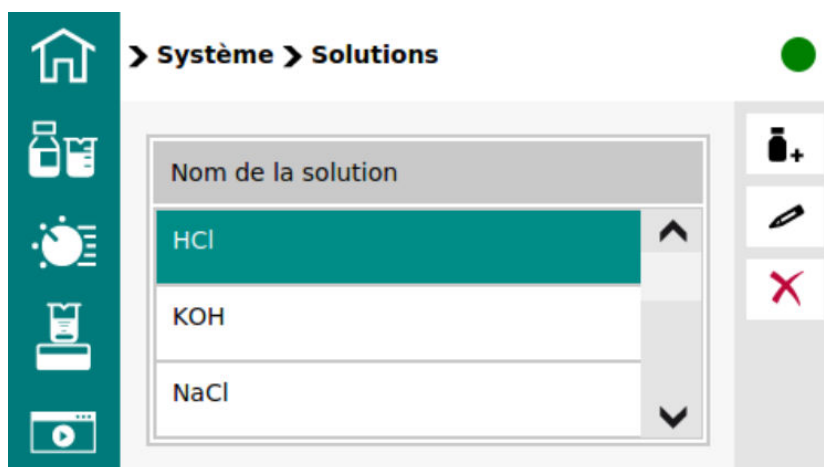 Système Solutions
Nom de la solution
HCl
KOH
NaCl